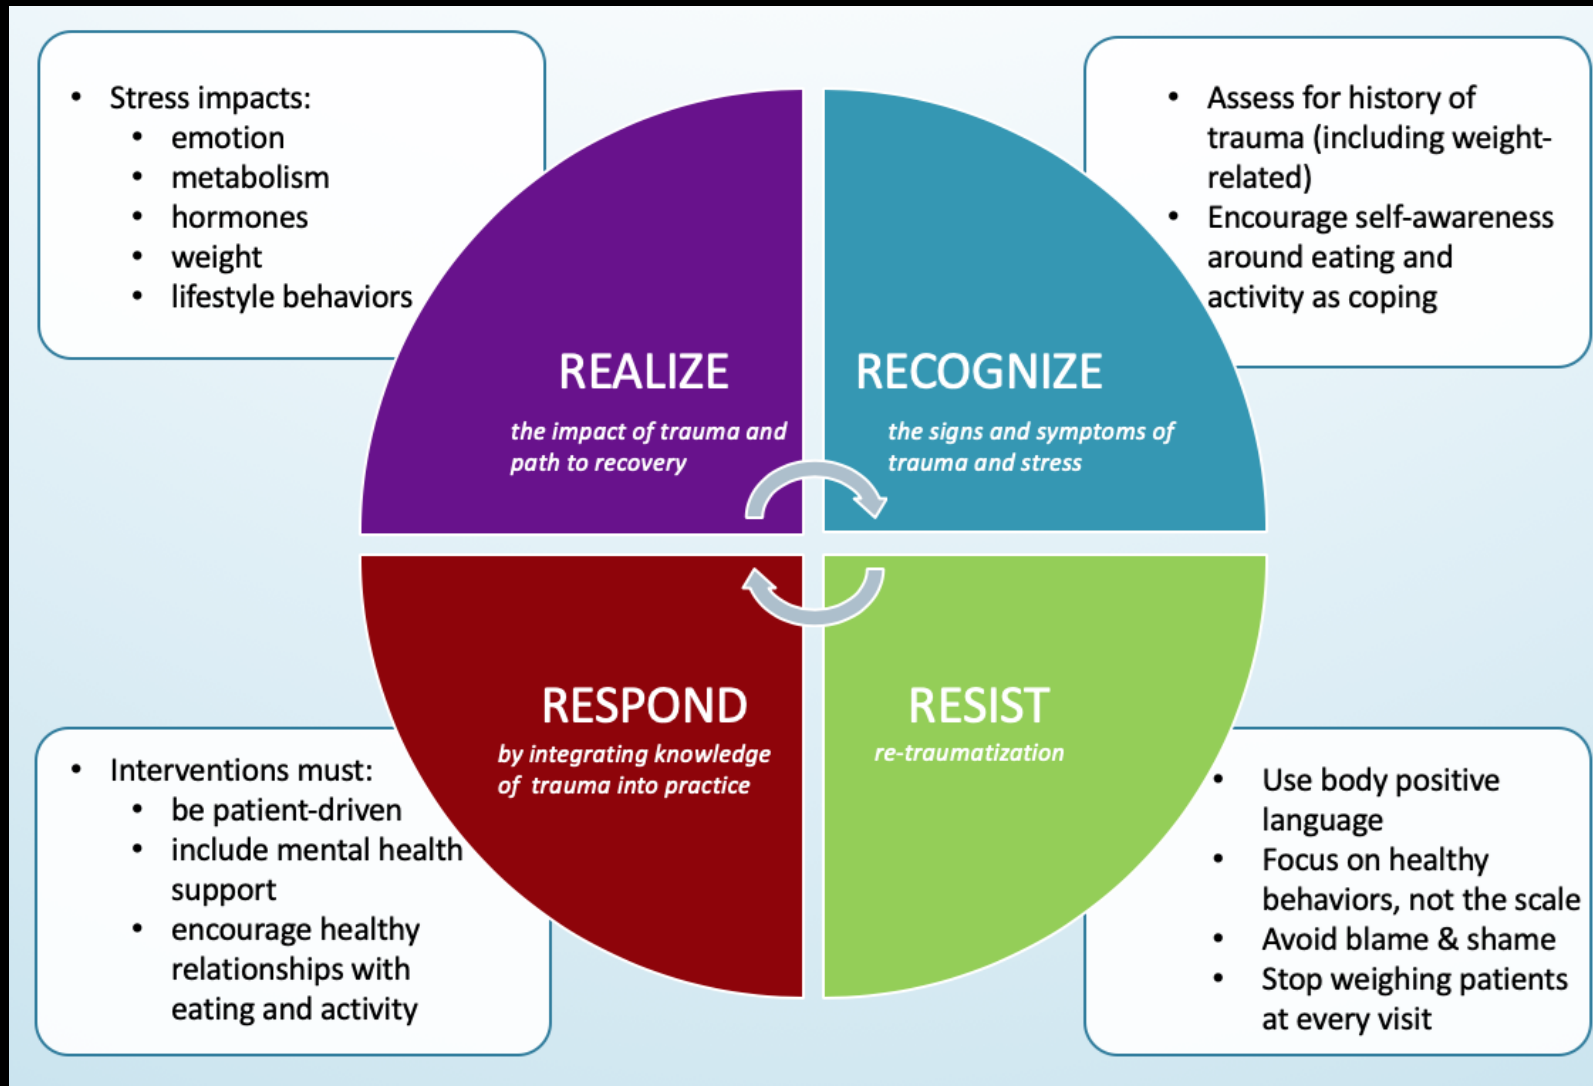 • Stress impacts:
• emotion
• metabolism
• hormones
• weight
• lifestyle behaviors
• Assess for history of
trauma (including weight-
related)
• Encourage self-awareness
around eating and
activity as coping
REALIZE
the impact of trauma and
path to recovery
RECOGNIZE
the signs and symptoms of
trauma and stress
RESPOND
by integrating knowledge
of trauma into practice
RESIST
re-traumatization
• Interventions must:
• be patient-driven
• include mental health
support
• encourage healthy
relationships with
eating and activity
• Use body positive
language
• Focus on healthy
behaviors, not the scale
• Avoid blame & shame
• Stop weighing patients
at every visit